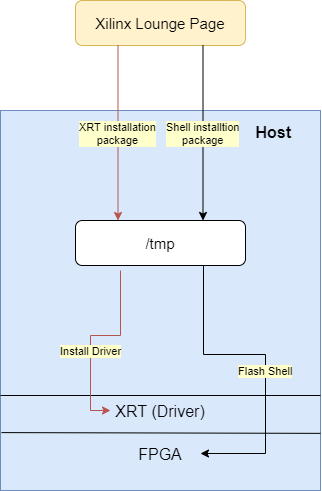 Xilinx Lounge Page
XRT installation
package
Shell installtion
package
Host
/tmp
Install Driver
Flash Shell
XRT (Driver)
FPGA